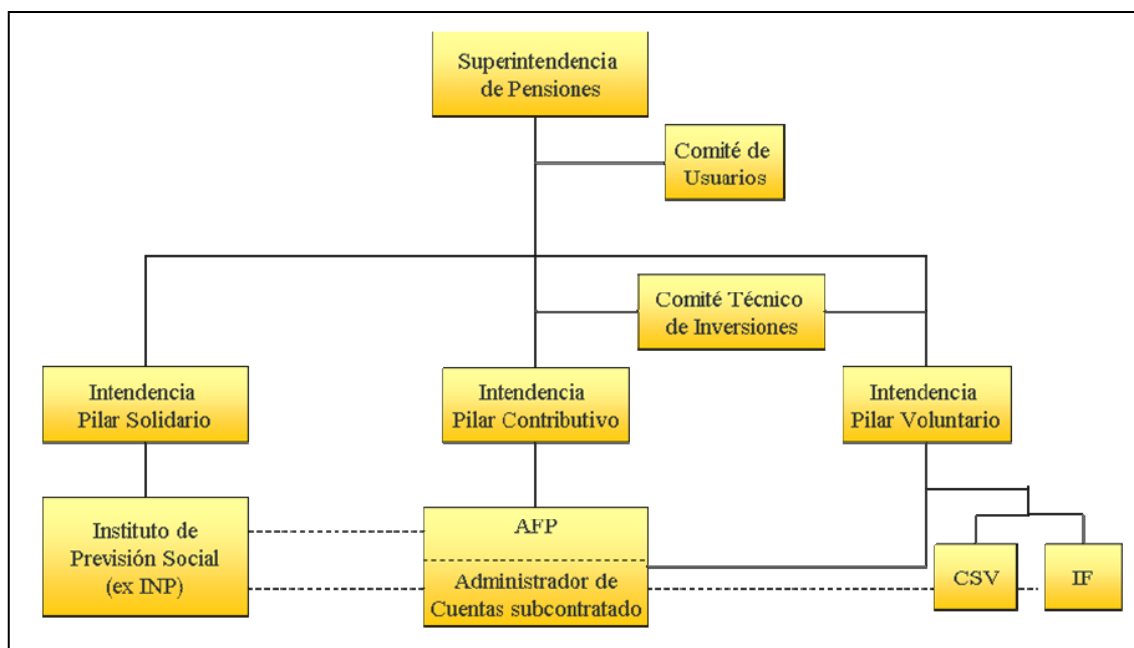 Superintendencia
de Pensiones
Comité de
Usuarios
Comité Técnico
de Inversiones
Intendencia
Pilar Solidario
Intendencia
Pilar Contributivo
Intendencia
Pilar Voluntario
Instituto de
Previsión Social
(ex INP)
AFP
Administrador de
Cuentas subcontratado
CSV
IF